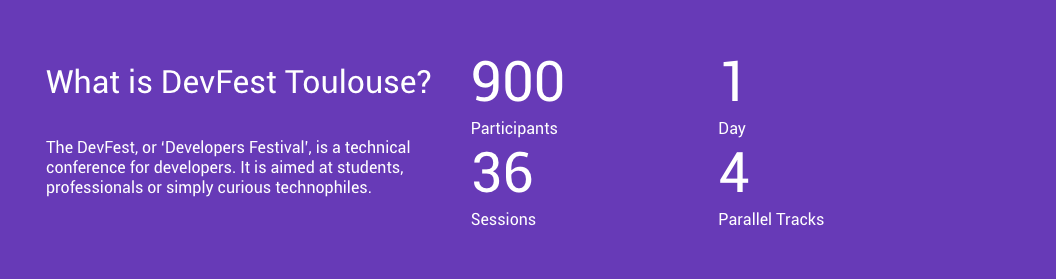 What is DevFest Toulouse?
The DevFest, or ‘Developers Festival’, is a technical
conference for developers. It is aimed at students,
professionals or simply curious technophiles.
900
Participants
1
Day
36
Sessions
4
Parallel Tracks